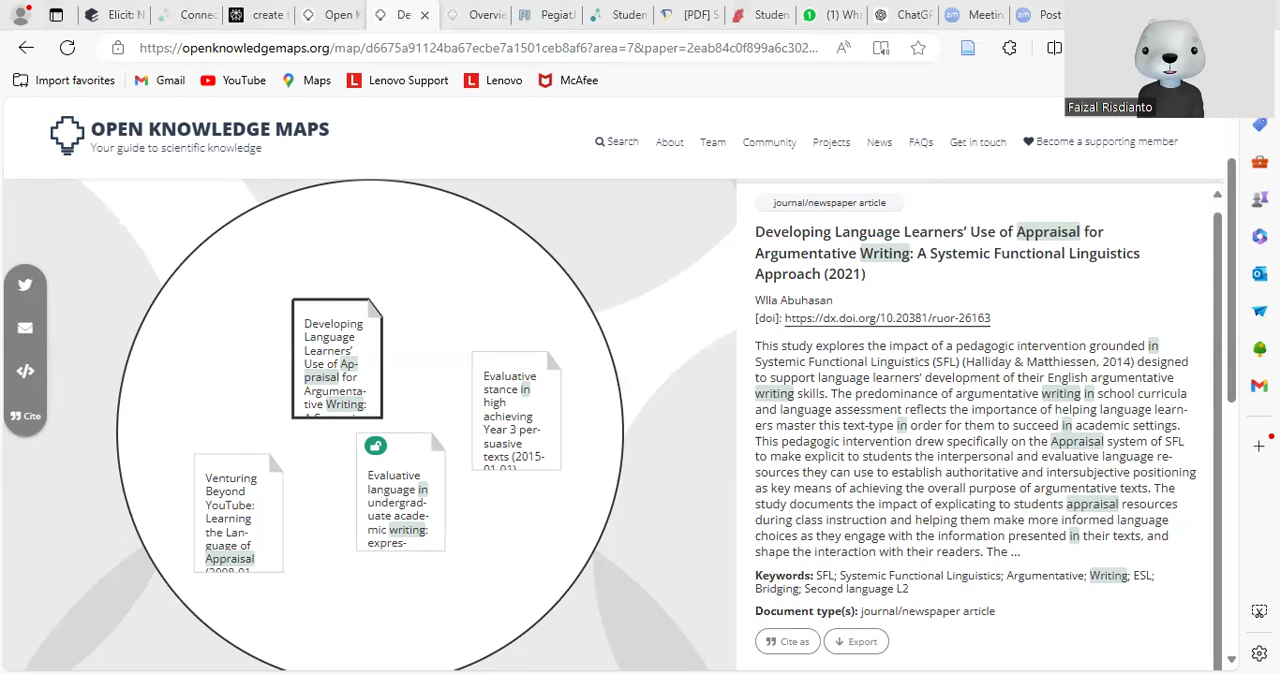 Elicit: N
Connec
create t
Open K
De
Overvie
PegiatJ
Studen
[PDF] S
Studen
(1) Wha
ChatGP
Meetin
Post
https://openknowledgemaps.org/map/d6675a91124ba67ecbe7a1501ceb8af6?area=7&paper=2eab84c0f899a6c302...
Import favorites
Gmail
YouTube
Maps
Lenovo Support
Lenovo
McAfee
Faizal Risdianto
OPEN KNOWLEDGE MAPS
Your guide to scientific knowledge
Search
About
Team
Community
Projects
News
FAQs
Get in touch
Become a supporting member
Cite
Developing
Language
Learners’
Use of Ap-
praisal for
Argumenta-
tive Writing:
Evaluative
stance in
high
achieving
Year 3 per-
suasive
texts (2015-
01-01)
Venturing
Beyond
YouTube:
Learning
the Lan-
guage of
Appraisal
(2008-01
Evaluative
language in
undergrad-
uate acade-
mic writing:
expres-
journal/newspaper article
Developing Language Learners’ Use of Appraisal for
Argumentative Writing: A Systemic Functional Linguistics
Approach (2021)
Wlla Abuhasan
[doi]: https://dx.doi.org/10.20381/ruor-26163
This study explores the impact of a pedagogic intervention grounded in
Systemic Functional Linguistics (SFL) (Halliday & Matthiessen, 2014) designed
to support language learners’ development of their English argumentative
writing skills. The predominance of argumentative writing in school curricula
and language assessment reflects the importance of helping language learn-
ers master this text-type in order for them to succeed in academic settings.
This pedagogic intervention drew specifically on the Appraisal system of SFL
to make explicit to students the interpersonal and evaluative language re-
sources they can use to establish authoritative and intersubjective positioning
as key means of achieving the overall purpose of argumentative texts. The
study documents the impact of explicating to students appraisal resources
during class instruction and helping them make more informed language
choices as they engage with the information presented in their texts, and
shape the interaction with their readers. The ...
Keywords: SFL; Systemic Functional Linguistics; Argumentative; Writing; ESL;
Bridging; Second language L2
Document type(s): journal/newspaper article
Cite as
Export